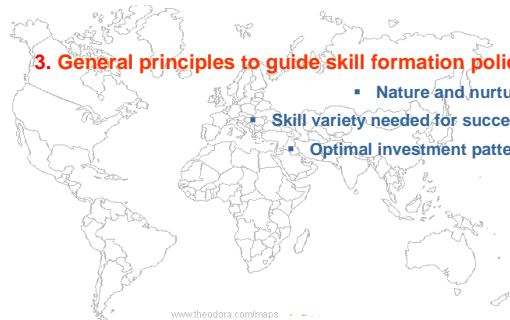 3. General principles to guide skill formation polic
▪ Nature and nurtu
▪ Skill variety needed for succe
▪ Optimal investment patte
www.theodora.com/maps